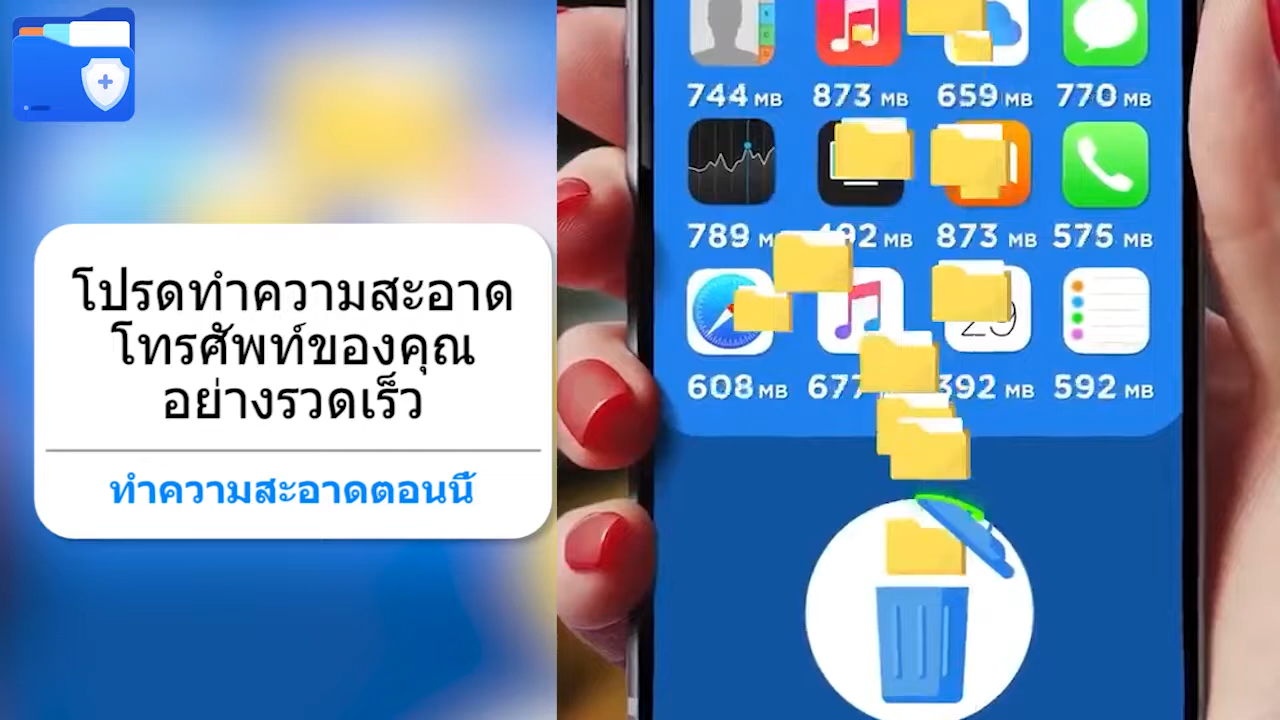 โปรดทำความสะอาด
โทรศัพท์ของคุณ
อย่างรวดเร็ว
ทำความสะอาดตอนนี้
744 MB 873 MB 659 MB 770 MB
789 MB 575 MB
873 MB
608 MB 677 592 MB